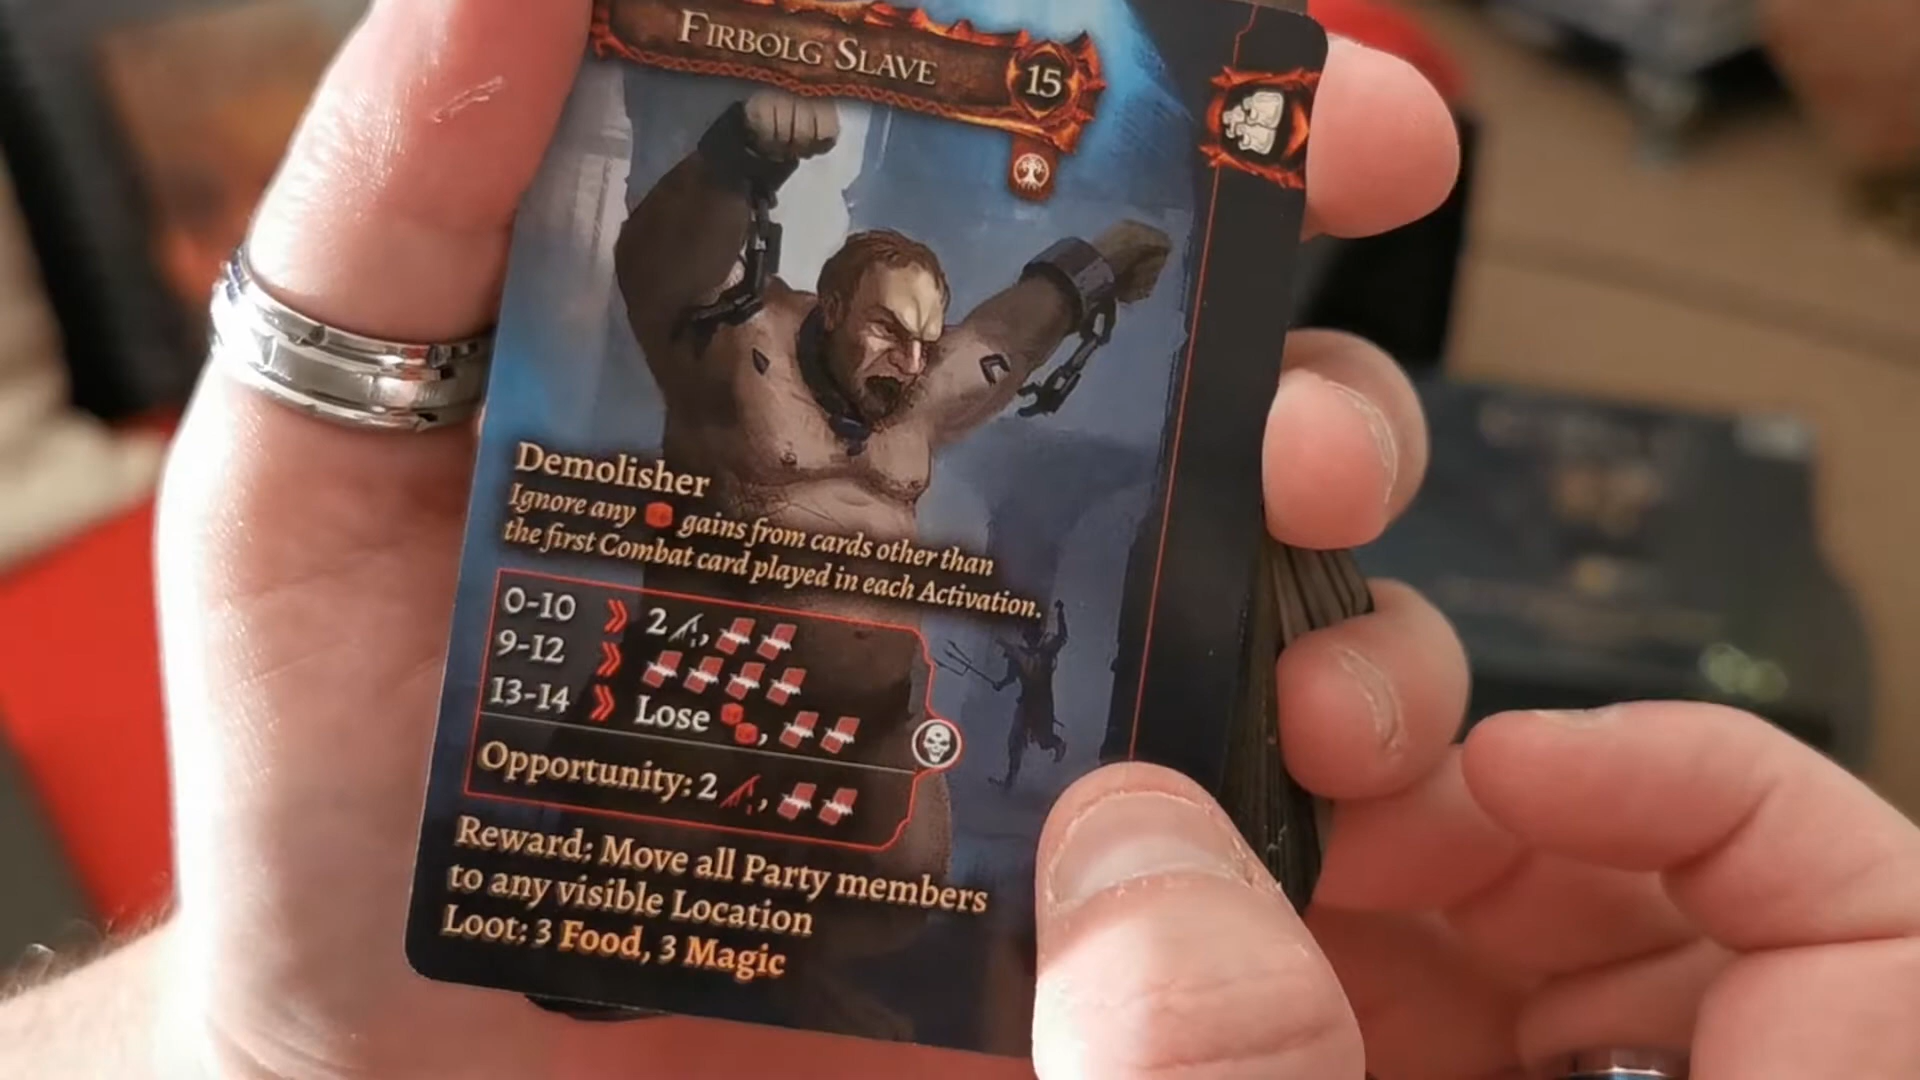 FIRBOLG SLAVE 15
Demolisher
Ignore any gains from cards other than
the first Combat card played in each Activation.
0-10 2 ,
9-12
13-14 Lose ,
Opportunity: 2 ,
Reward: Move all Party members
to any visible Location
Loot: 3 Food, 3 Magic